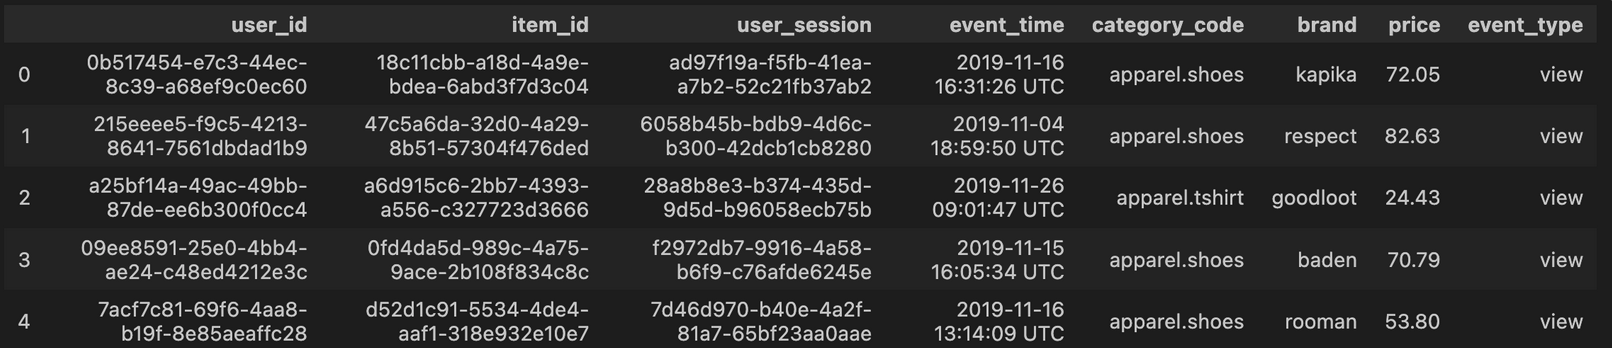 user_id item_id user_session event_time category_code brand price event_type
0 0b517454-e7c3-44ec- 18c11cbb-a18d-4a9e- ad97f19a-f5fb-41ea- 2019-11-16 apparel.shoes kapika 72.05 view
8c39-a68ef9c0ec60 bdea-6abd3f7d3c04 a7b2-52c21fb37ab2 16:31:26 UTC
1 215eeee5-f9c5-4213- 47c5a6da-32d0-4a29- 6058b45b-bdb9-4d6c- 2019-11-04 apparel.shoes respect 82.63 view
8641-7561dbdad1b9 8b51-57304f476ded b300-42dcb1cb8280 18:59:50 UTC
2 a25bf14a-49ac-49bb- a6d915c6-2bb7-4393- 28a8b8e3-b374-435d- 2019-11-26 apparel.tshirt goodloot 24.43 view
87de-ee6b300f0cc4 a556-c327723d3666 9d5d-b96058ecb75b 09:01:47 UTC
3 09ee8591-25e0-4bb4- 0fd4da5d-989c-4a75- f2972db7-9916-4a58- 2019-11-15 apparel.shoes baden 70.79 view
ae24-c48ed4212e3c 9ace-2b108f834c8c b6f9-c76afde6245e 16:05:34 UTC
4 7acf7c81-69f6-4aa8- d52d1c91-5534-4de4- 7d46d970-b40e-4a2f- 2019-11-16 apparel.shoes rooman 53.80 view
b19f-8e85aeaffc28 aaf1-318e932e10e7 81a7-65bf23aa0aae 13:14:09 UTC